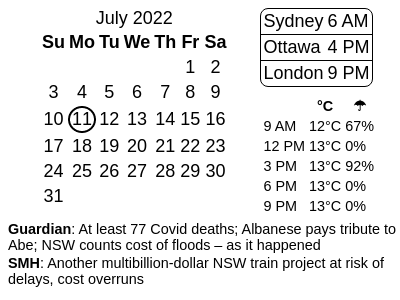 July 2022
Su Mo Tu We Th Fr Sa
1 2
3 4 5 6 7 8 9
10 11 12 13 14 15 16
17 18 19 20 21 22 23
24 25 26 27 28 29 30
31
Sydney 6 AM
Ottawa 4 PM
London 9 PM
°C ☂
9 AM 12°C 67%
12 PM 13°C 0%
3 PM 13°C 92%
6 PM 13°C 0%
9 PM 13°C 0%
Guardian: At least 77 Covid deaths; Albanese pays tribute to
Abe; NSW counts cost of floods – as it happened
SMH: Another multibillion-dollar NSW train project at risk of
delays, cost overruns